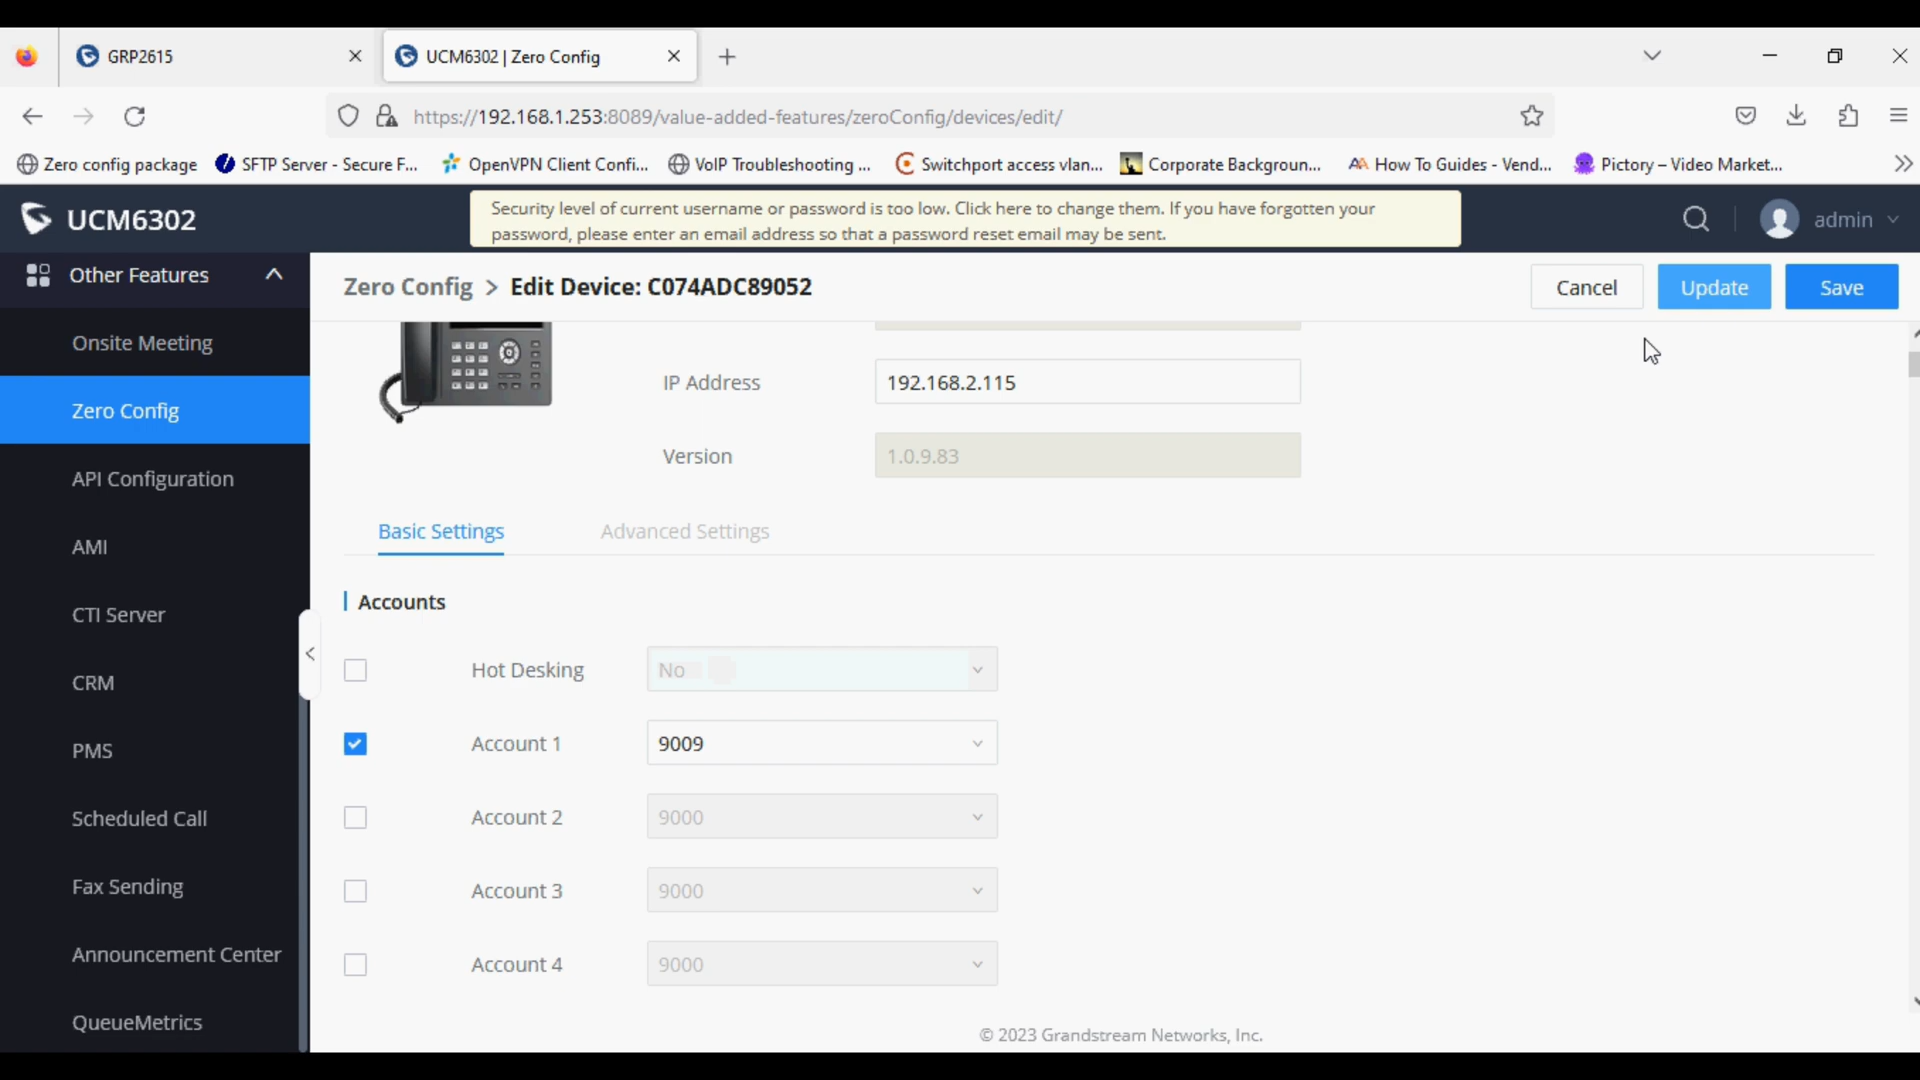 GRP2615
UCM6302 | Zero Config
https://192.168.1.253:8089/value-added-features/zeroConfig/devices/edit/
Zero config package
SFTP Server - Secure F...
OpenVPN Client Confi...
VoIP Troubleshooting ...
Switchport access vlan...
Corporate Backgroun...
How To Guides - Vend...
Pictory – Video Market...
UCM6302
Security level of current username or password is too low. Click here to change them. If you have forgotten your
password, please enter an email address so that a password reset email may be sent.
admin
Other Features
Onsite Meeting
Zero Config
API Configuration
AMI
CTI Server
CRM
PMS
Scheduled Call
Fax Sending
Announcement Center
QueueMetrics
Zero Config > Edit Device: C074ADC89052
Cancel
Update
Save
IP Address
192.168.2.115
Version
1.0.9.83
Basic Settings
Advanced Settings
Accounts
Hot Desking
No
Account 1
9009
Account 2
9000
Account 3
9000
Account 4
9000
© 2023 Grandstream Networks, Inc.